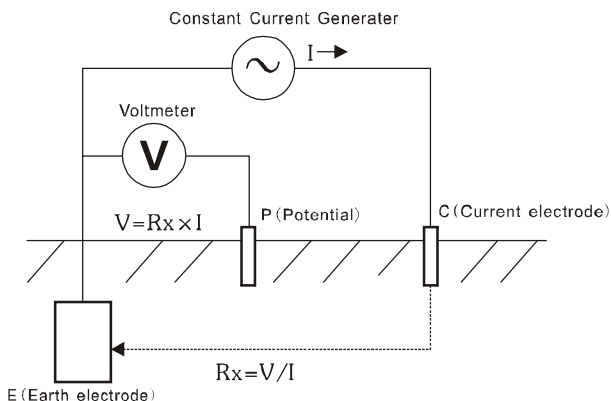 Constant Current Generater
I
Voltmeter
V
P(Potential)
C(Current electrode)
V=Rx×I
Rx=V/I
E(Earth electrode)